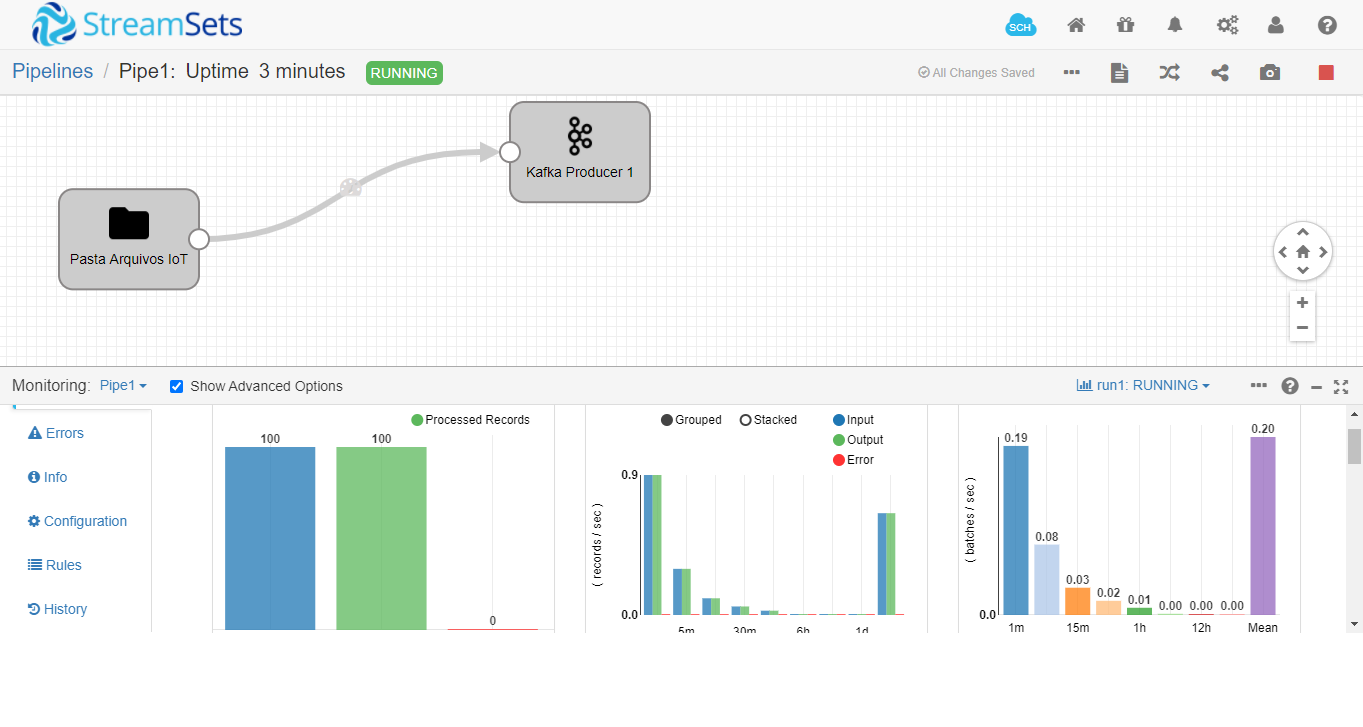 StreamSets
SCH
Pipelines / Pipe1: Uptime 3 minutes RUNNING
All Changes Saved
Kafka Producer 1
Pasta Arquivos IoT
+
−
Monitoring: Pipe1
Show Advanced Options
run1: RUNNING
Errors
Info
Configuration
Rules
History
Processed Records
100
100
0
Grouped Stacked
Input
Output
Error
( records / sec )
0.9
0.0
5m 30m 6h 1d
( batches / sec )
0.0
0.19 0.08 0.03 0.02 0.01 0.00 0.00 0.00 0.20
1m 15m 1h 12h Mean